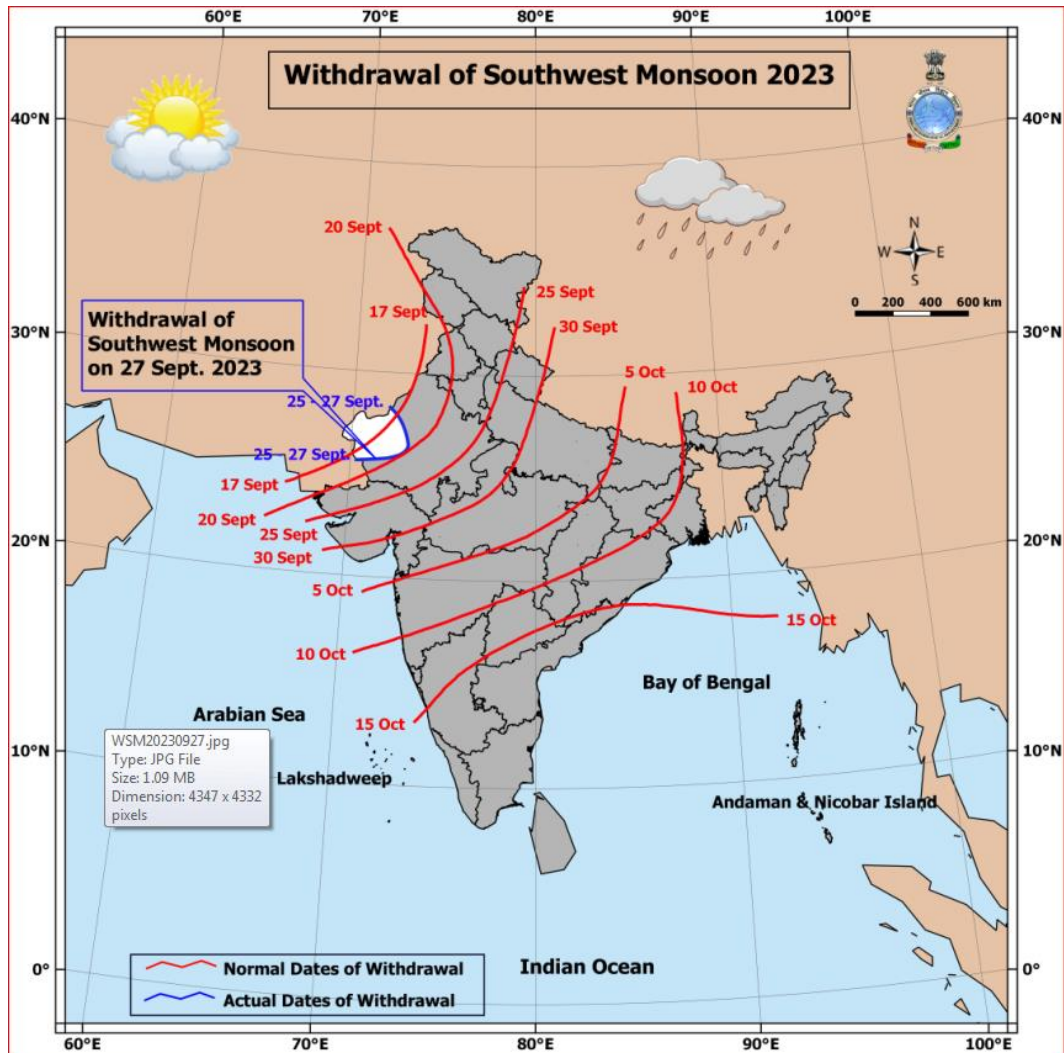 60°E 70°E 80°E 90°E 100°E
Withdrawal of Southwest Monsoon 2023
40°N 40°N
N
W E
S
0 200 400 600 km
20 Sept
25 Sept
17 Sept
30 Sept
30°N 30°N
Withdrawal of
Southwest Monsoon
on 27 Sept. 2023
5 Oct
10 Oct
25 - 27 Sept.
25 - 27 Sept.
17 Sept
20 Sept
25 Sept
20°N 20°N
30 Sept
5 Oct
15 Oct
10 Oct
Bay of Bengal
Arabian Sea
15 Oct
WSM20230927.jpg
Type: JPG File
Size: 1.09 MB
Dimension: 4347 x 4332
pixels
10°N 10°N
Lakshadweep
Andaman & Nicobar Island
Normal Dates of Withdrawal
Actual Dates of Withdrawal
Indian Ocean
0° 0°
60°E 70°E 80°E 90°E 100°E